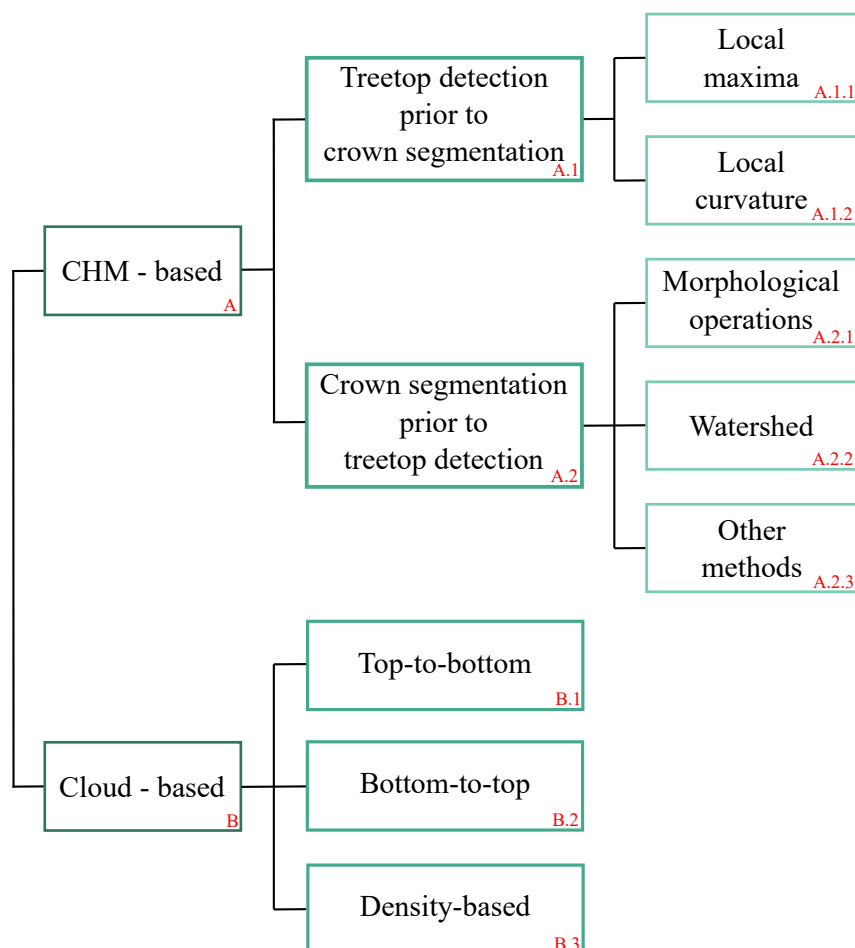 CHM - based
A
Treetop detection
prior to
crown segmentation
A.1
Local
maxima
A.1.1
Local
curvature
A.1.2
Crown segmentation
prior to
treetop detection
A.2
Morphological
operations
A.2.1
Watershed
A.2.2
Other
methods
A.2.3
Cloud - based
B
Top-to-bottom
B.1
Bottom-to-top
B.2
Density-based
B.3